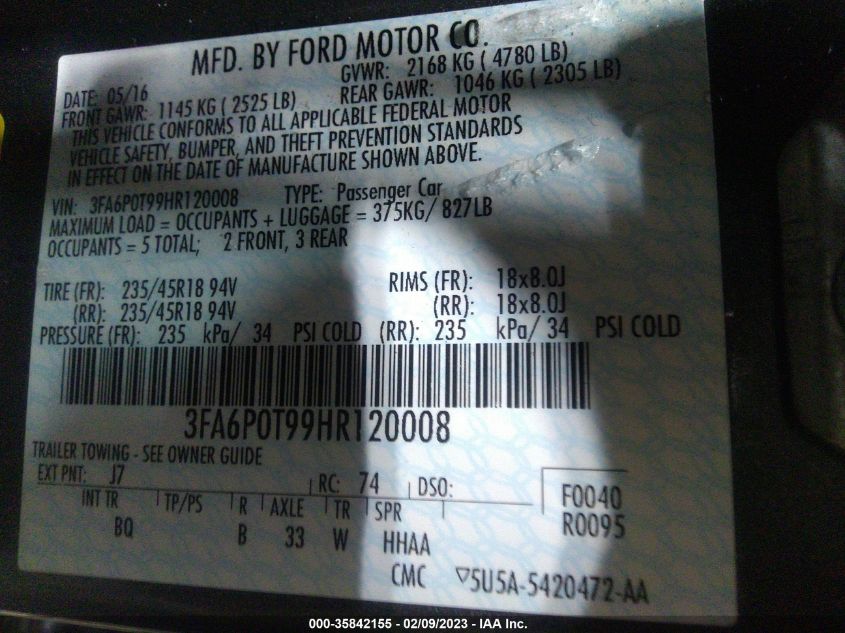 MFD. BY FORD MOTOR CO.
DATE: 05/16 GVWR: 2168 KG ( 4780 LB)
FRONT GAWR: 1145 KG ( 2525 LB) REAR GAWR: 1046 KG ( 2305 LB)
THIS VEHICLE CONFORMS TO ALL APPLICABLE FEDERAL MOTOR
VEHICLE SAFETY, BUMPER, AND THEFT PREVENTION STANDARDS
IN EFFECT ON THE DATE OF MANUFACTURE SHOWN ABOVE.
VIN: 3FA6P0T99HR120008 TYPE: Passenger Car
MAXIMUM LOAD = OCCUPANTS + LUGGAGE = 375KG/ 827LB
OCCUPANTS = 5 TOTAL; 2 FRONT, 3 REAR
TIRE (FR): 235/45R18 94V RIMS (FR): 18x8.0J
(RR): 235/45R18 94V (RR): 18x8.0J
PRESSURE (FR): 235 kPa/ 34 PSI COLD (RR): 235 kPa/ 34 PSI COLD
3FA6P0T99HR120008
TRAILER TOWING - SEE OWNER GUIDE
EXT PNT: J7 RC: 74 DSO: F0040
INT TR TP/PS R AXLE TR SPR R0095
BQ B 33 W HHAA
CMC ▽5U5A-5420472-AA
000-35842155 - 02/09/2023 - IAA Inc.